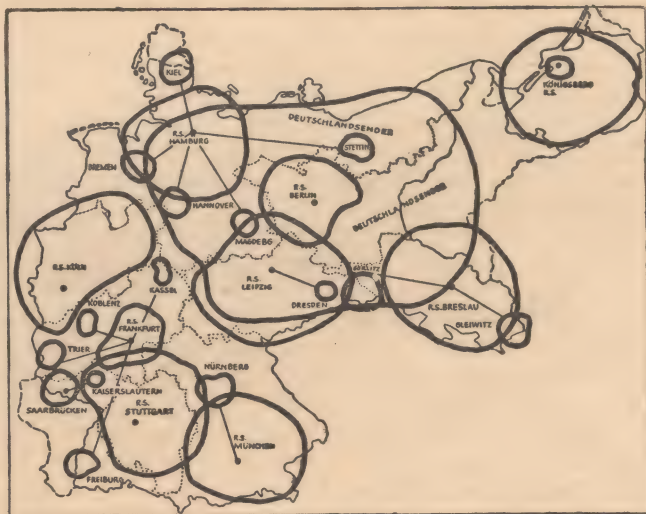 KIEL
DEUTSCHLANDSENDER
KÖNIGSBERG
R.S.
R.S.
HAMBURG
STETTIN
BREMEN
R.S.
BERLIN
HANNOVER
DEUTSCHLANDSENDER
MAGDEBG
R.S. KÖLN
KASSEL
R.S.
LEIPZIG
GÖRLITZ
DRESDEN
R.S. BRESLAU
KOBLENZ
R.S.
FRANKFURT
GLEIWITZ
TRIER
NÜRNBERG
KAISERSLAUTERN
SAARBRÜCKEN
R.S.
STUTTGART
R.S.
MÜNCHEN
FREIBURG